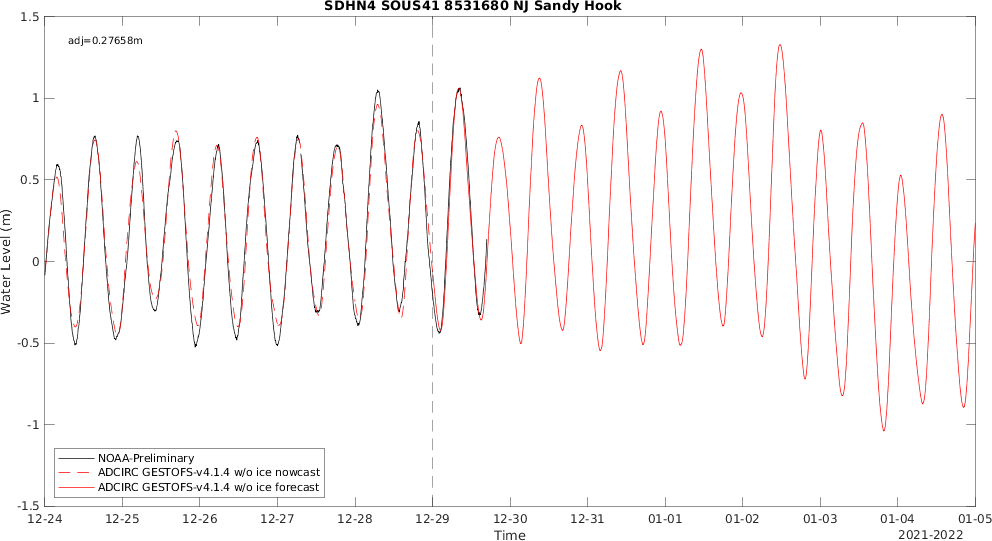 SDHN4 SOUS41 8531680 NJ Sandy Hook
adj=0.27658m
1.5
1
0.5
0
-0.5
-1
-1.5
Water Level (m)
NOAA-Preliminary
ADCIRC GESTOFS-v4.1.4 w/o ice nowcast
ADCIRC GESTOFS-v4.1.4 w/o ice forecast
12-24 12-25 12-26 12-27 12-28 12-29 12-30 12-31 01-01 01-02 01-03 01-04 01-05
Time
2021-2022